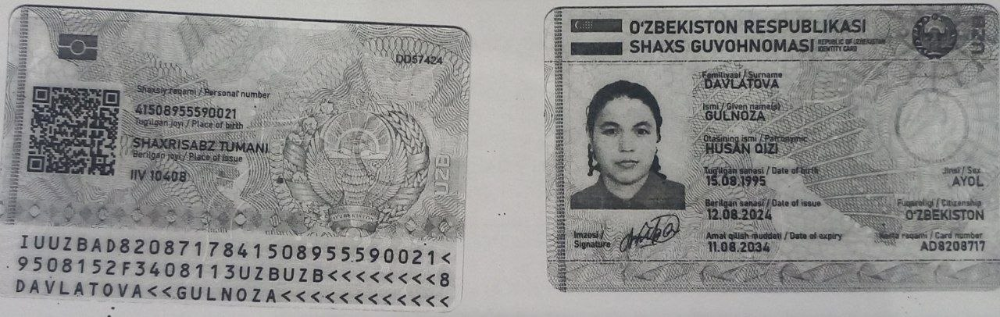 DD57424
Shaxsiy raqami / Personal number
41508955590021
Tug'ilgan joyi / Place of birth
SHAXRISABZ TUMANI
Berilgan joyi / Place of issue
IIV 10408
UZB
O'ZBEKISTON
IUUZBAD8208717841508955590021<
9508152F3408113UZBUZB<<<<<<<8
DAVLATOVA<<GULNOZA<<<<<<<<<<<<
O'ZBEKISTON RESPUBLIKASI
SHAXS GUVOHNOMASI
REPUBLIC OF UZBEKISTAN
IDENTITY CARD
UZB
Familiyasi / Surname
DAVLATOVA
Ismi / Given name(s)
GULNOZA
Otasining ismi / Patronymic
HUSAN QIZI
Tug'ilgan sanasi / Date of birth
15.08.1995
Jinsi / Sex
AYOL
Berilgan sanasi / Date of issue
12.08.2024
Fuqaroligi / Citizenship
O'ZBEKISTON
Imzosi /
Signature
Amal qilish muddati / Date of expiry
11.08.2034
Karta raqami / Card number
AD8208717